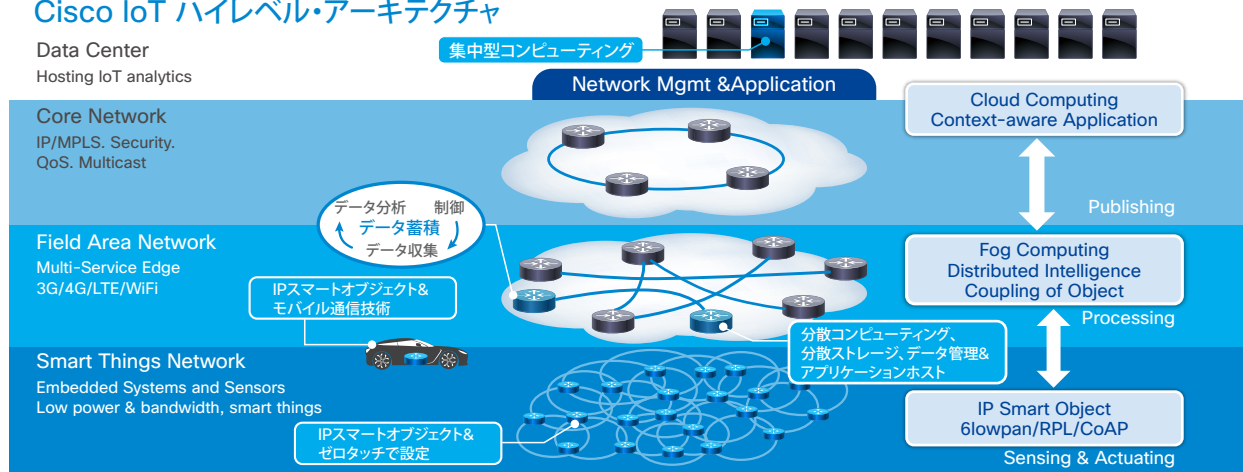 Cisco IoT ハイレベル・アーキテクチャ
Data Center
Hosting IoT analytics
集中型コンピューティング
Network Mgmt &Application
Cloud Computing
Context-aware Application
Core Network
IP/MPLS. Security.
QoS. Multicast
Publishing
データ分析 制御
データ蓄積
データ収集
Field Area Network
Multi-Service Edge
3G/4G/LTE/WiFi
IPスマートオブジェクト&
モバイル通信技術
Fog Computing
Distributed Intelligence
Coupling of Object
Processing
分散コンピューティング、
分散ストレージ、データ管理&
アプリケーションホスト
Smart Things Network
Embedded Systems and Sensors
Low power & bandwidth, smart things
IPスマートオブジェクト&
ゼロタッチで設定
IP Smart Object
6lowpan/RPL/CoAP
Sensing & Actuating